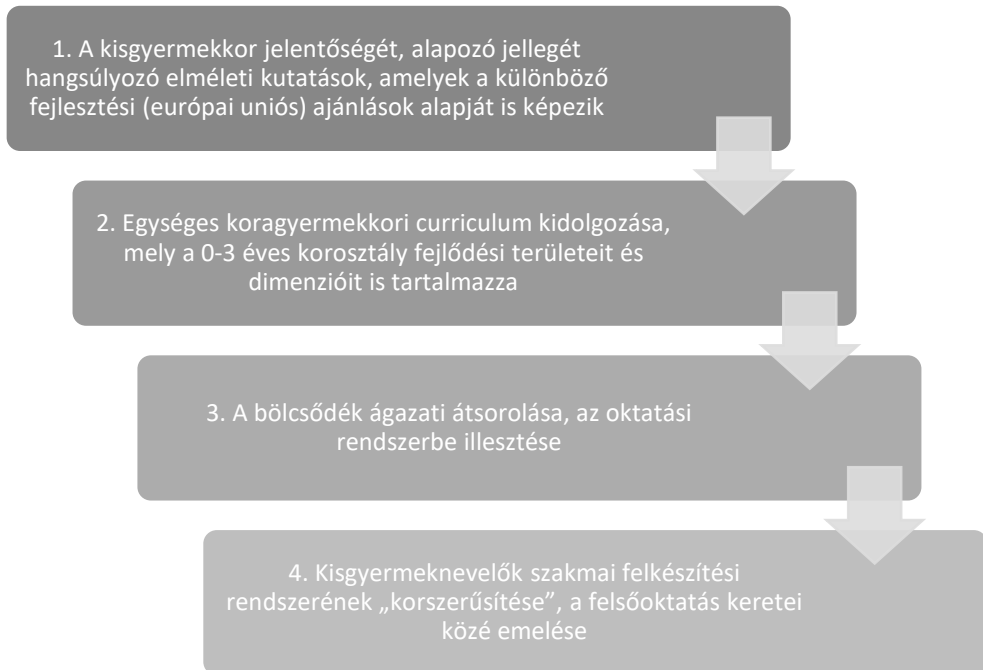 1. A kisgyermekkor jelentőségét, alapozó jellegét
hangsúlyozó elméleti kutatások, amelyek a különböző
fejlesztési (európai uniós) ajánlások alapját is képezik
2. Egységes koragyermekkori curriculum kidolgozása,
mely a 0-3 éves korosztály fejlődési területeit és
dimenzióit is tartalmazza
3. A bölcsődék ágazati átsorolása, az oktatási
rendszerbe illesztése
4. Kisgyermeknevelők szakmai felkészítési
rendszerének „korszerűsítése”, a felsőoktatás keretei
közé emelése